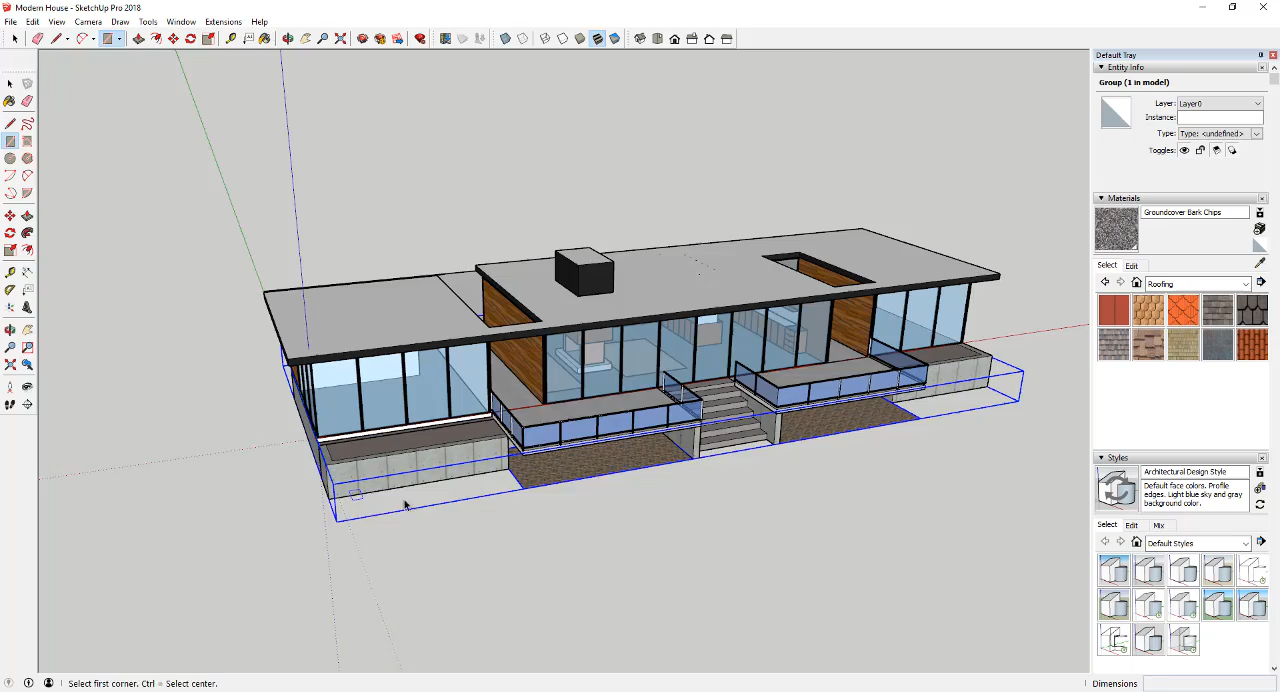 Modern House - SketchUp Pro 2018
File Edit View Camera Draw Tools Window Extensions Help
Default Tray
Entity Info
Group (1 in model)
Layer: Layer0
Instance:
Type: Type: <undefined>
Toggles:
Materials
Groundcover Bark Chips
Select Edit
Roofing
Styles
Architectural Design Style
Default face colors. Profile
edges. Light blue sky and gray
background color.
Select Edit Mix
Default Styles
Select first corner. Ctrl = Select center.
Dimensions